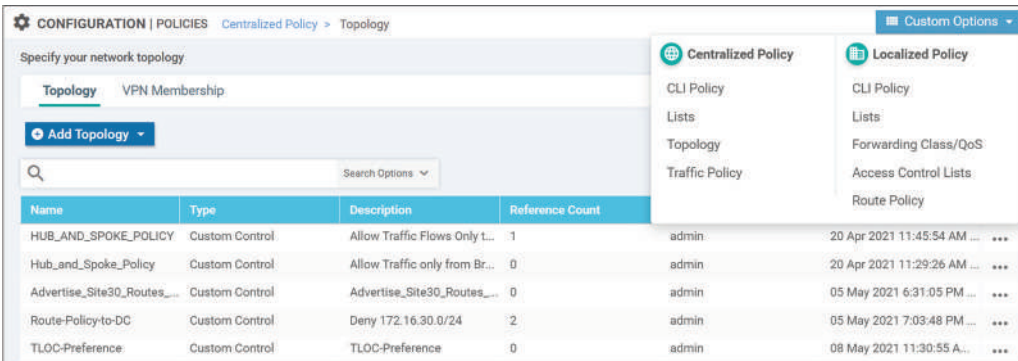 CONFIGURATION | POLICIES Centralized Policy > Topology
Custom Options
Specify your network topology
Topology VPN Membership
Add Topology
Search Options
Centralized Policy
CLI Policy
Lists
Topology
Traffic Policy
Localized Policy
CLI Policy
Lists
Forwarding Class/QoS
Access Control Lists
Route Policy
Name Type Description Reference Count
HUB_AND_SPOKE_POLICY Custom Control Allow Traffic Flows Only t... 1 admin 20 Apr 2021 11:45:54 AM ...
Hub_and_Spoke_Policy Custom Control Allow Traffic only from Br... 0 admin 20 Apr 2021 11:29:26 AM ...
Advertise_Site30_Routes_... Custom Control Advertise_Site30_Routes_... 0 admin 05 May 2021 6:31:05 PM ...
Route-Policy-to-DC Custom Control Deny 172.16.30.0/24 2 admin 05 May 2021 7:03:48 PM ...
TLOC-Preference Custom Control TLOC-Preference 0 admin 08 May 2021 11:30:55 A...